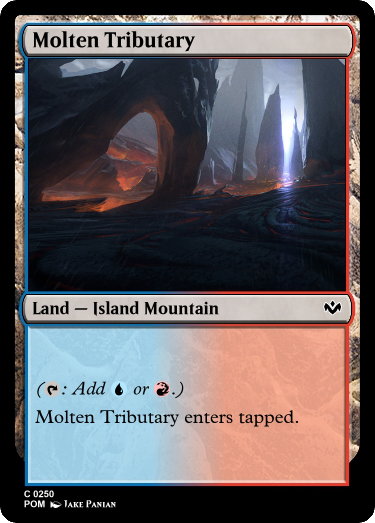 Molten Tributary
Land — Island Mountain
(: Add or .)
Molten Tributary enters tapped.
C 0250
POM Jake Panian